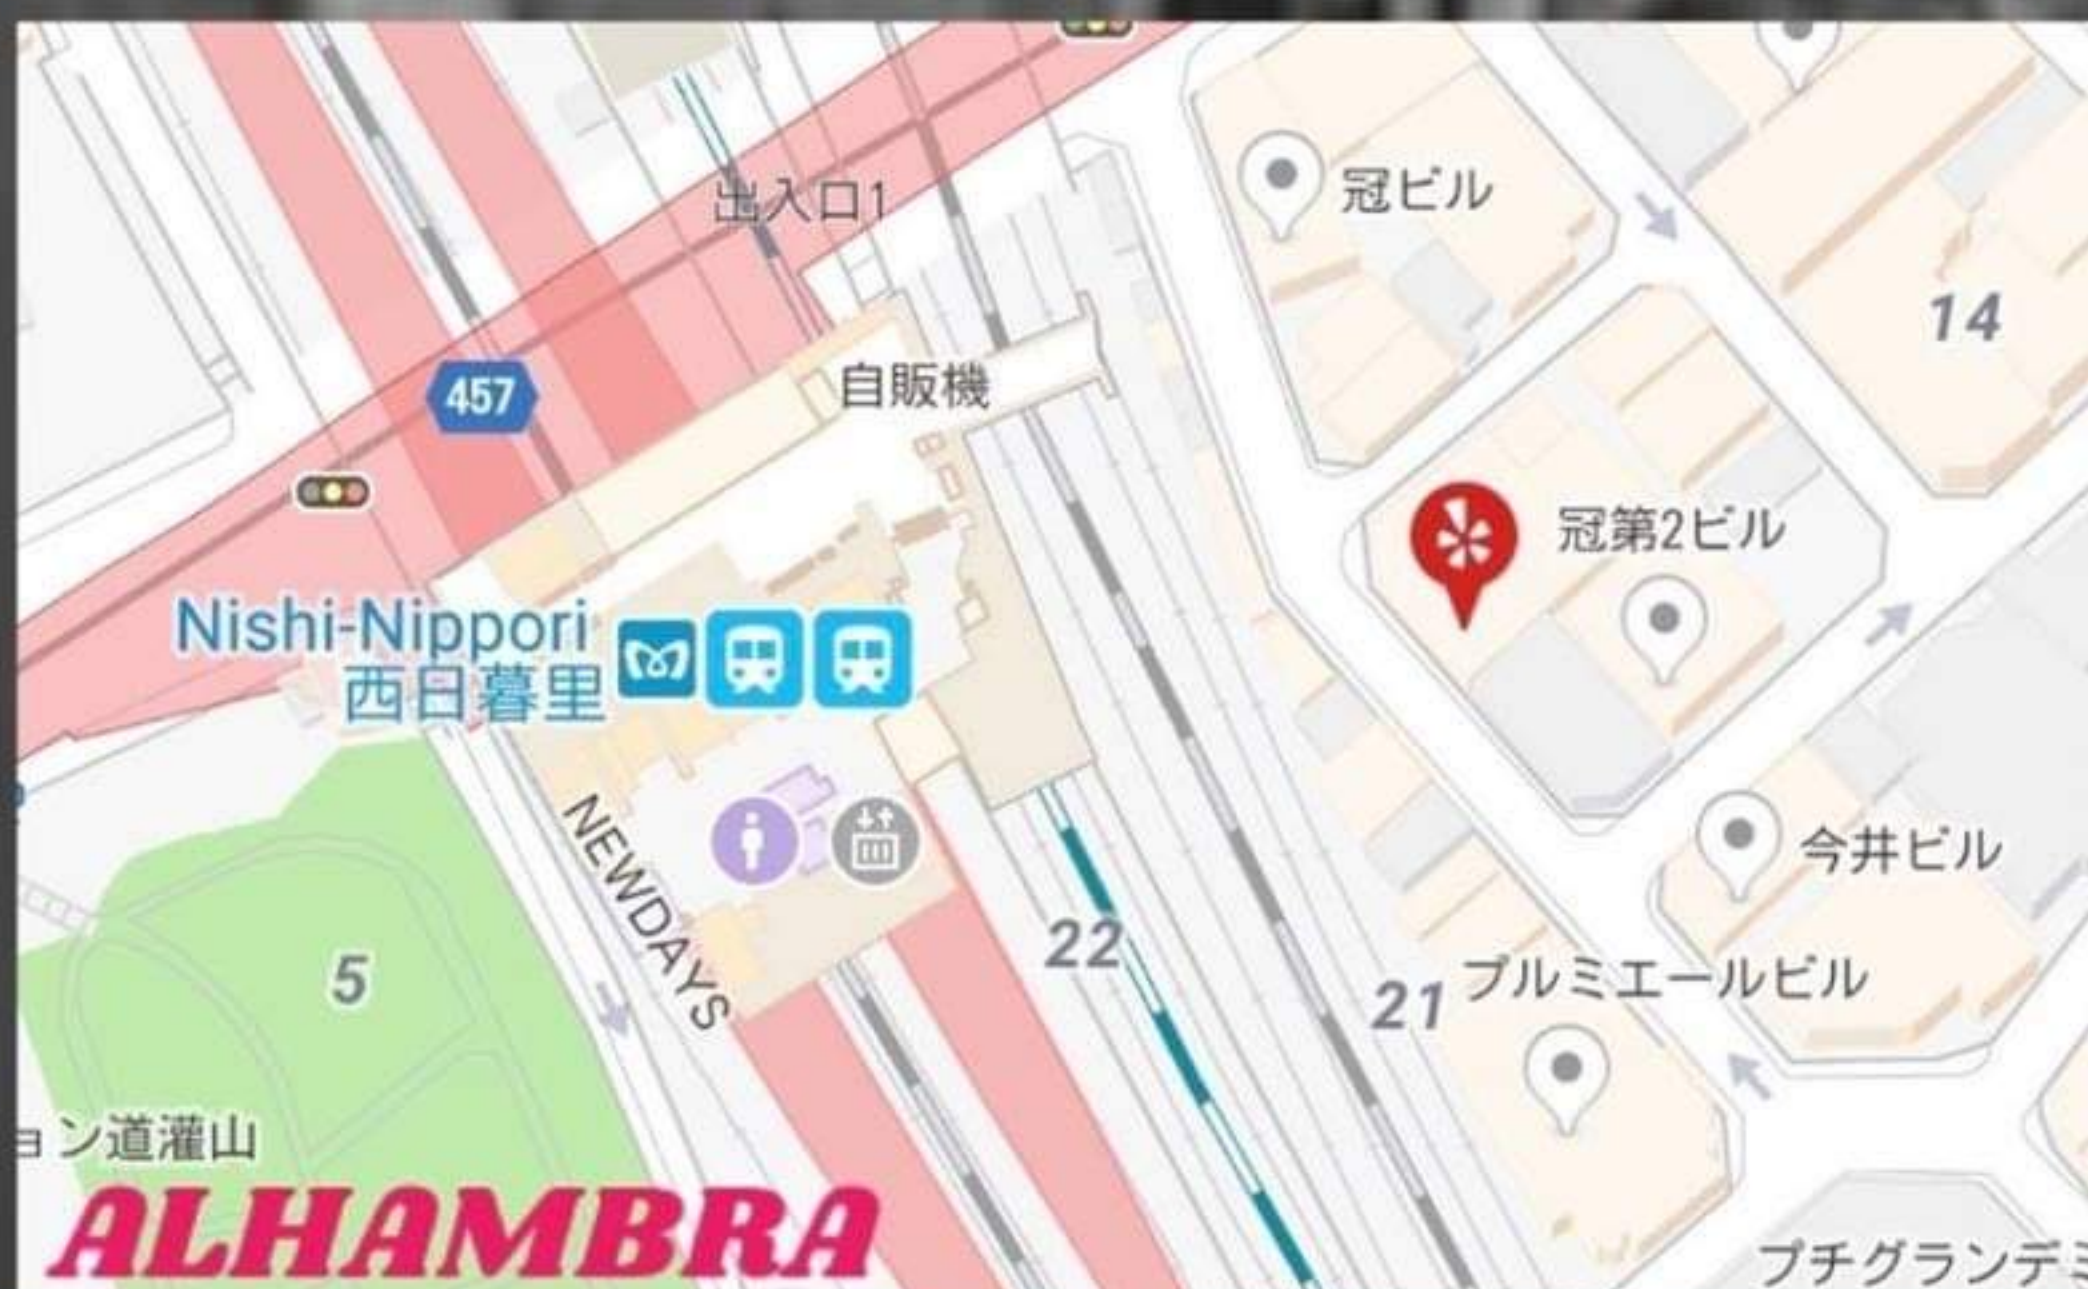 出入口1
冠ビル
14
自販機
457
冠第2ビル
Nishi-Nippori
西日暮里
NEWDAYS
今井ビル
22
5
21
プルミエールビル
ョン道灌山
ALHAMBRA
プチグランデミ